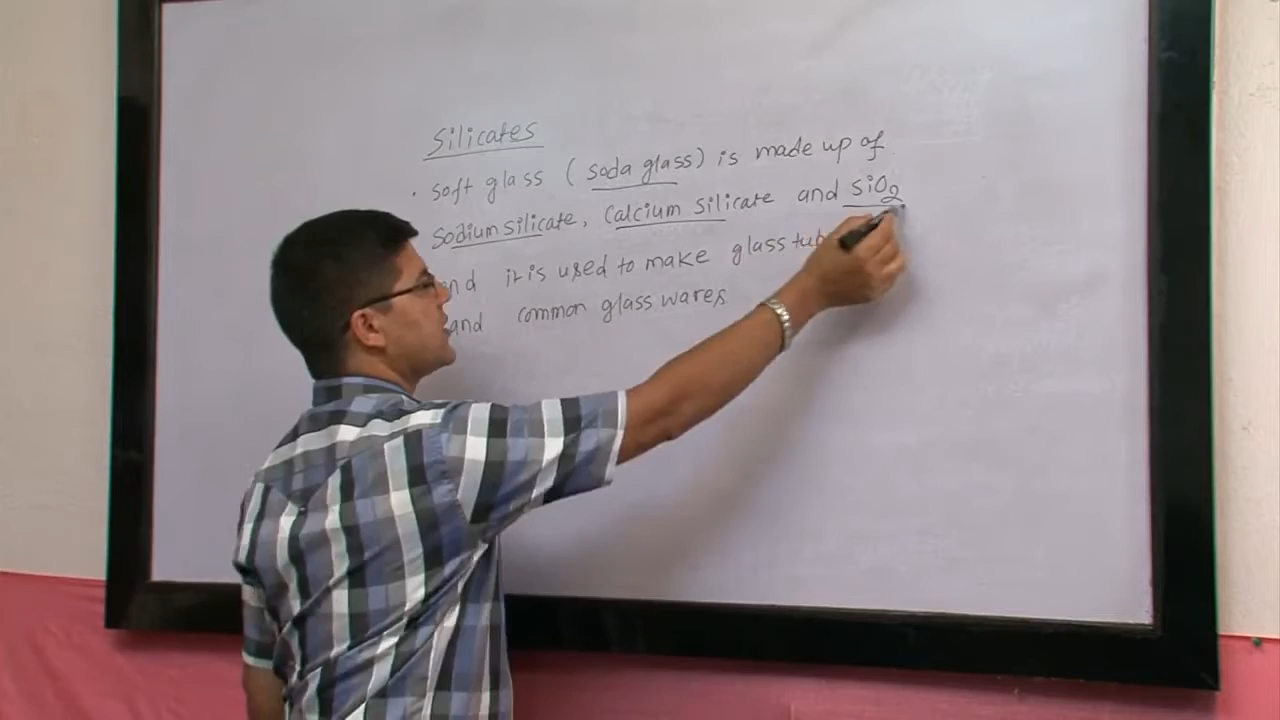 Silicates
· soft glass ( soda glass) is made up of
sodium silicate, Calcium silicate and SiO2
it is used to make glass
and common glass wares